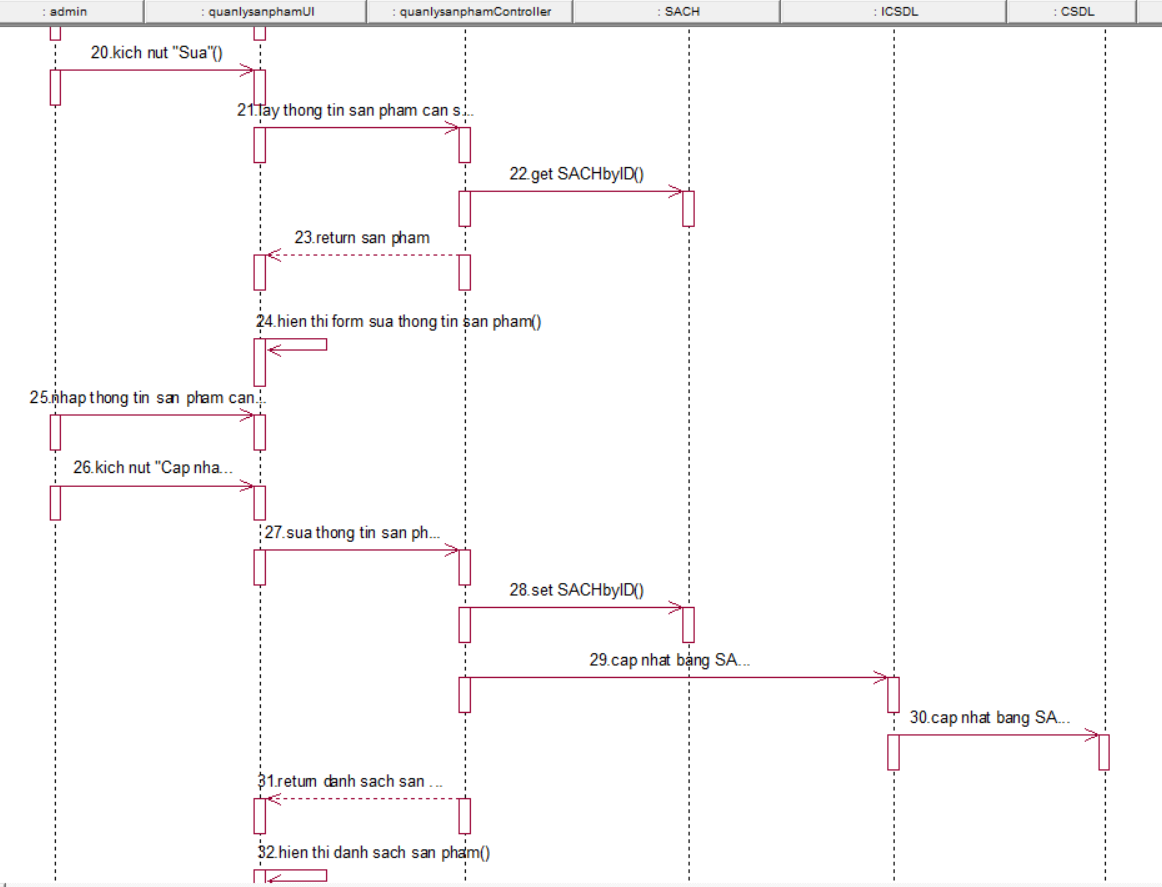 : admin
: quanlysanphamUI
: quanlysanphamController
: SACH
: ICSDL
: CSDL
20.kich nut "Sua"()
21.lay thong tin san pham can s...
22.get SACHbyID()
23.return san pham
24.hien thi form sua thong tin san pham()
25.nhap thong tin san pham can...
26.kich nut "Cap nha...
27.sua thong tin san ph...
28.set SACHbyID()
29.cap nhat bang SA...
30.cap nhat bang SA...
31.return danh sach san ...
32.hien thi danh sach san pham()